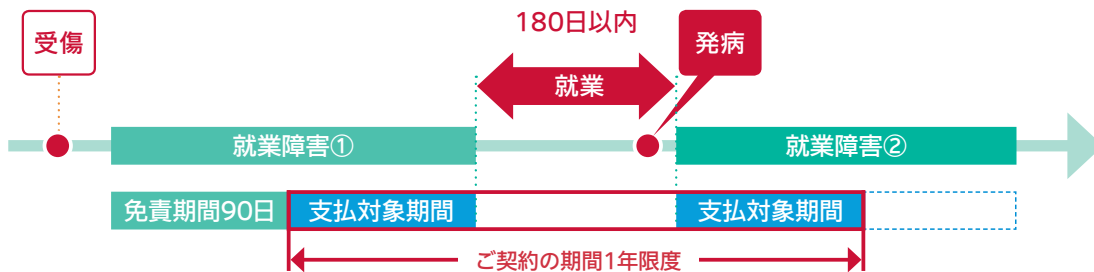 180日以内
受傷
発病
就業
就業障害①
就業障害②
免責期間90日
支払対象期間
支払対象期間
ご契約の期間1年限度